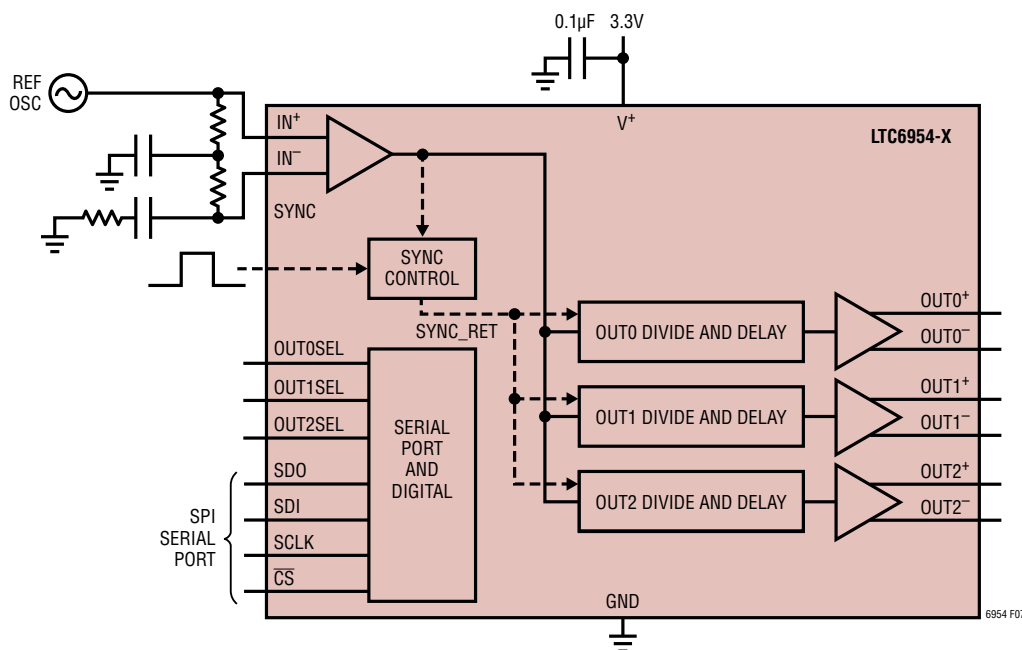 0.1µF 3.3V
REF
OSC
V⁺
LTC6954-X
IN⁺
IN⁻
SYNC
SYNC
CONTROL
SYNC_RET
OUT0 DIVIDE AND DELAY
OUT0⁺
OUT0⁻
OUT1 DIVIDE AND DELAY
OUT1⁺
OUT1⁻
OUT2 DIVIDE AND DELAY
OUT2⁺
OUT2⁻
OUT0SEL
OUT1SEL
OUT2SEL
SERIAL
PORT
AND
DIGITAL
SPI
SERIAL
PORT
SDO
SDI
SCLK
C̅S̅
GND
6954 F07